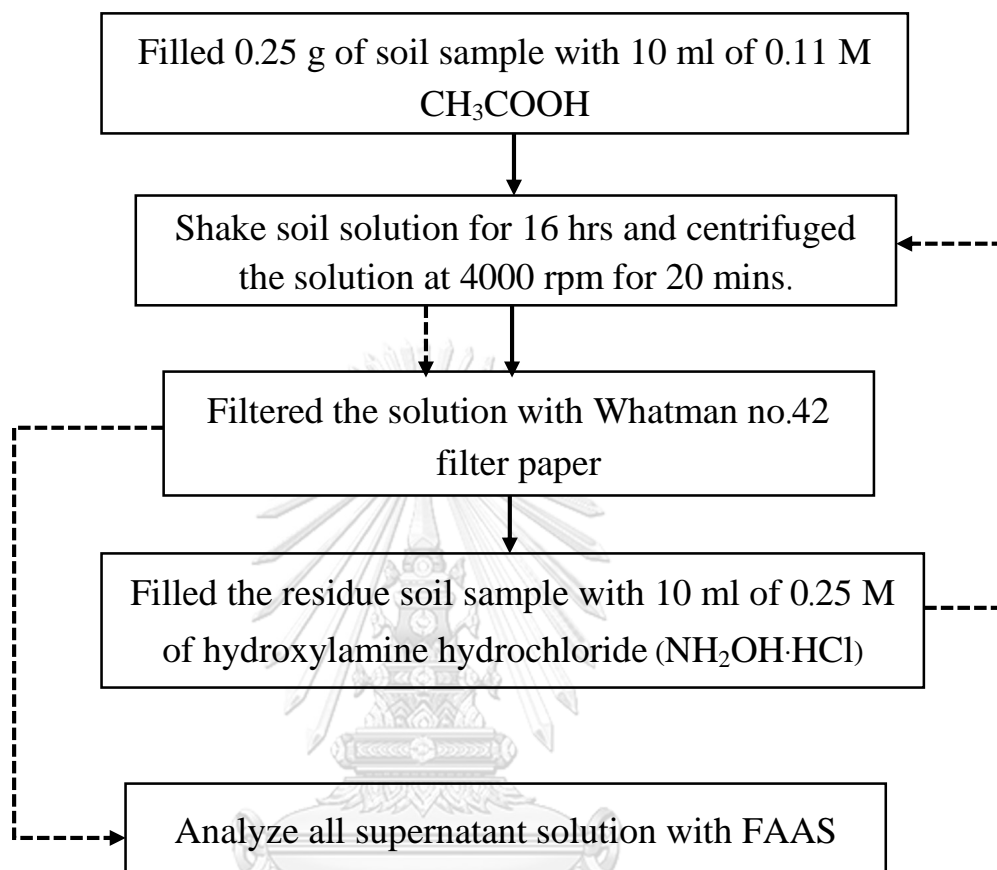 Filled 0.25 g of soil sample with 10 ml of 0.11 M
CH₃COOH
Shake soil solution for 16 hrs and centrifuged
the solution at 4000 rpm for 20 mins.
Filtered the solution with Whatman no.42
filter paper
Filled the residue soil sample with 10 ml of 0.25 M
of hydroxylamine hydrochloride (NH₂OH·HCl)
Analyze all supernatant solution with FAAS